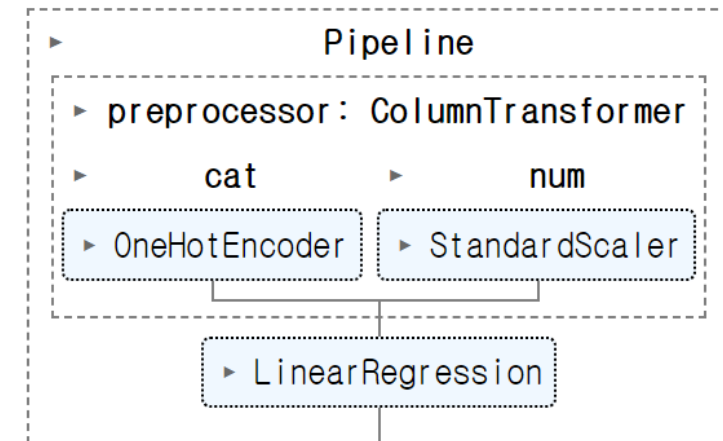 Pipeline
preprocessor: ColumnTransformer
cat num
OneHotEncoder StandardScaler
LinearRegression